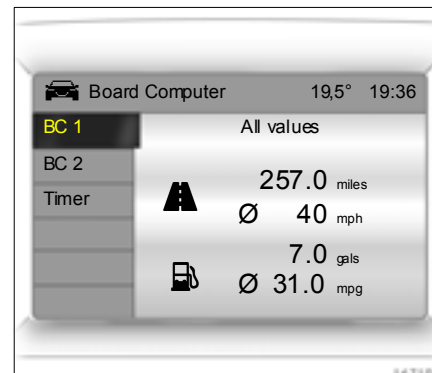 Board Computer 19,5° 19:36
BC 1 All values
BC 2
Timer
257.0 miles
Ø 40 mph
7.0 gals
Ø 31.0 mpg